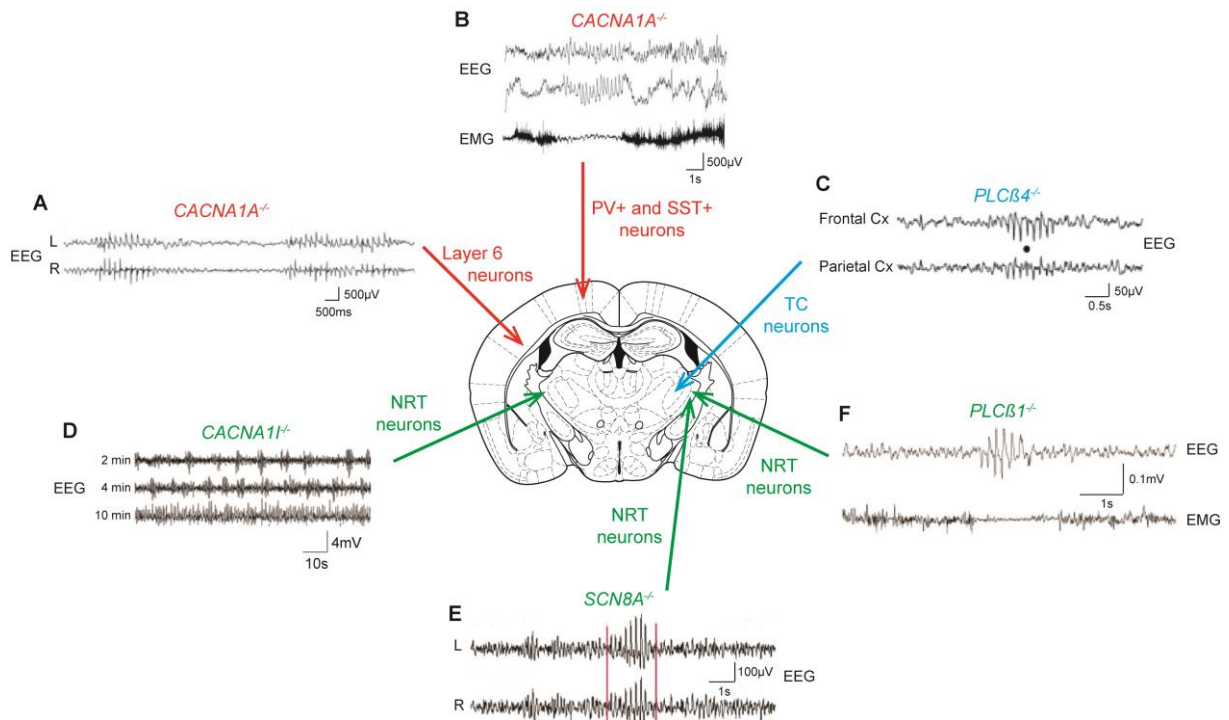 B
CACNA1A-/-
EEG
EMG
500µV
1s
PV+ and SST+
neurons
A
CACNA1A-/-
EEG
L
R
500µV
500ms
Layer 6
neurons
C
PLCß4-/-
Frontal Cx
Parietal Cx
EEG
50µV
0.5s
TC
neurons
D
CACNA1I-/-
EEG
2 min
4 min
10 min
4mV
10s
NRT
neurons
F
PLCß1-/-
EEG
0.1mV
1s
EMG
NRT
neurons
NRT
neurons
SCN8A-/-
E
L
R
100µV
1s
EEG